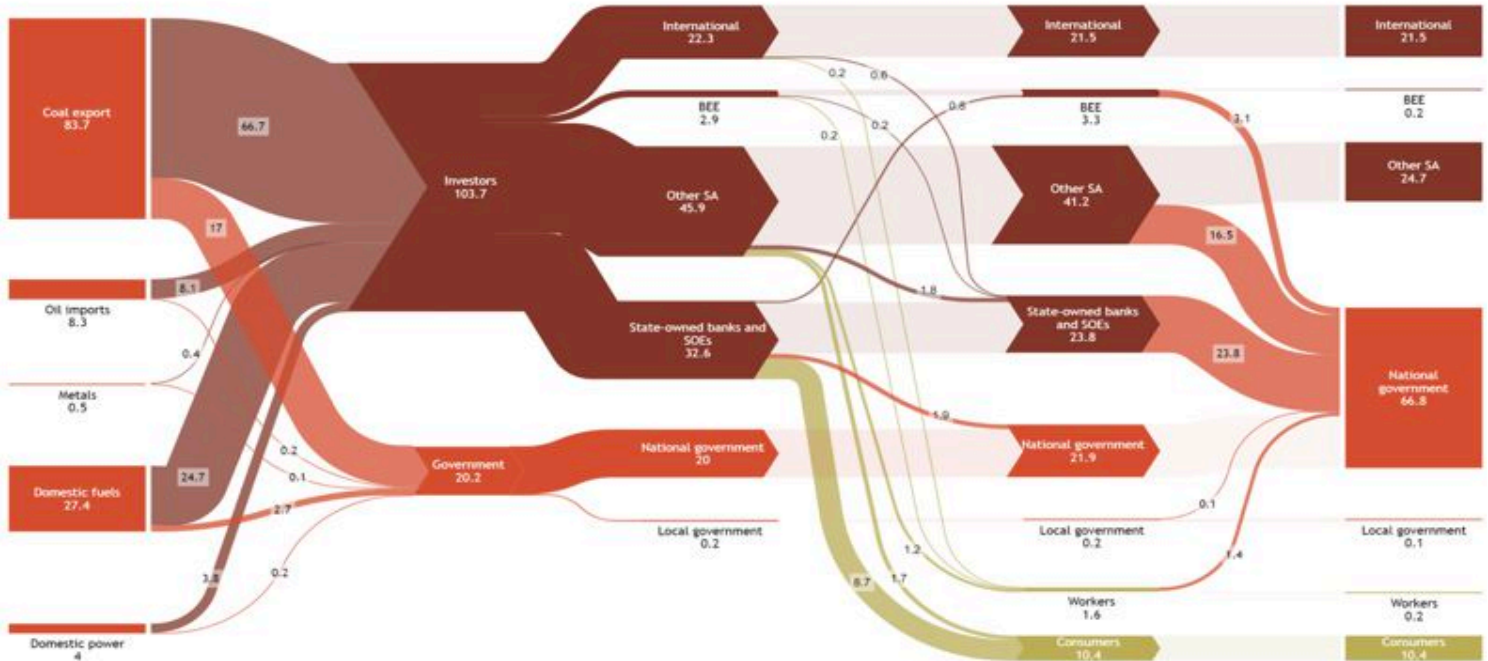 Coal export
83.7
Oil imports
8.3
Metals
0.5
Domestic fuels
27.4
Domestic power
4
66.7
17
8.1
0.4
0.2
0.1
24.7
2.7
3.8
0.2
Investors
103.7
Government
20.2
International
22.3
BEE
2.9
Other SA
45.9
State-owned banks and
SOEs
32.6
National government
20
Local government
0.2
0.2
0.6
0.8
0.2
0.2
1.8
1.9
1.2
1.7
8.7
International
21.5
BEE
3.3
Other SA
41.2
State-owned banks
and SOEs
23.8
National government
21.9
Local government
0.2
Workers
1.6
Consumers
10.4
3.1
16.5
23.8
0.1
1.4
International
21.5
BEE
0.2
Other SA
24.7
National
government
66.8
Local government
0.1
Workers
0.2
Consumers
10.4